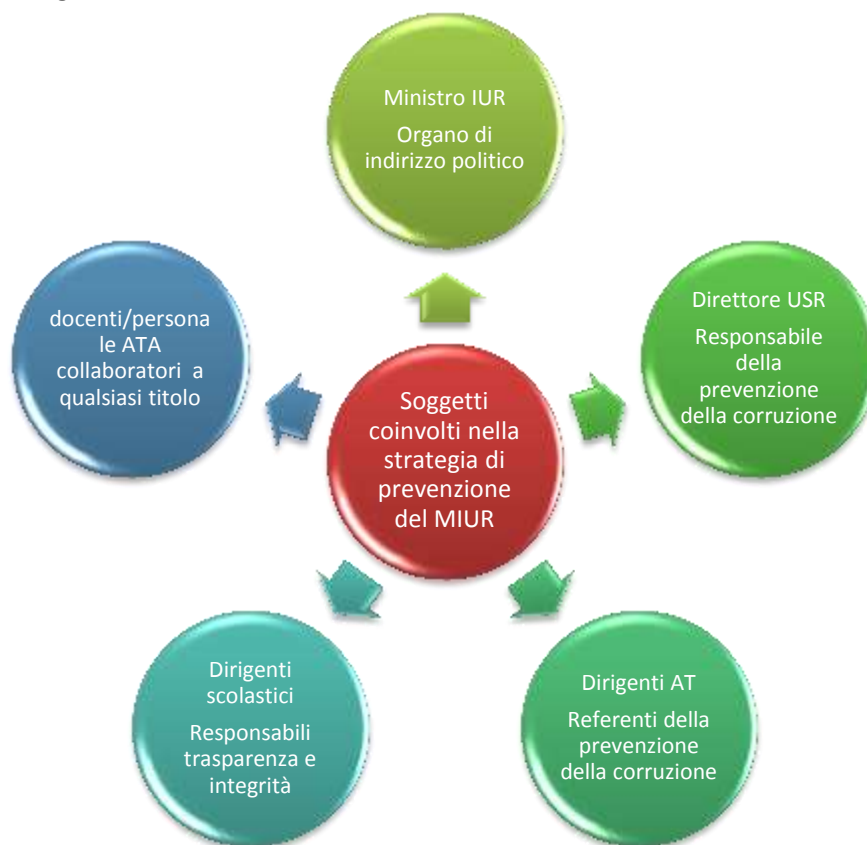 Ministro IUR
Organo di
indirizzo politico
Direttore USR
Responsabile
della
prevenzione
della corruzione
docenti/persona
le ATA
collaboratori a
qualsiasi titolo
Soggetti
coinvolti nella
strategia di
prevenzione
del MIUR
Dirigenti
scolastici
Responsabili
trasparenza e
integrità
Dirigenti AT
Referenti della
prevenzione
della corruzione